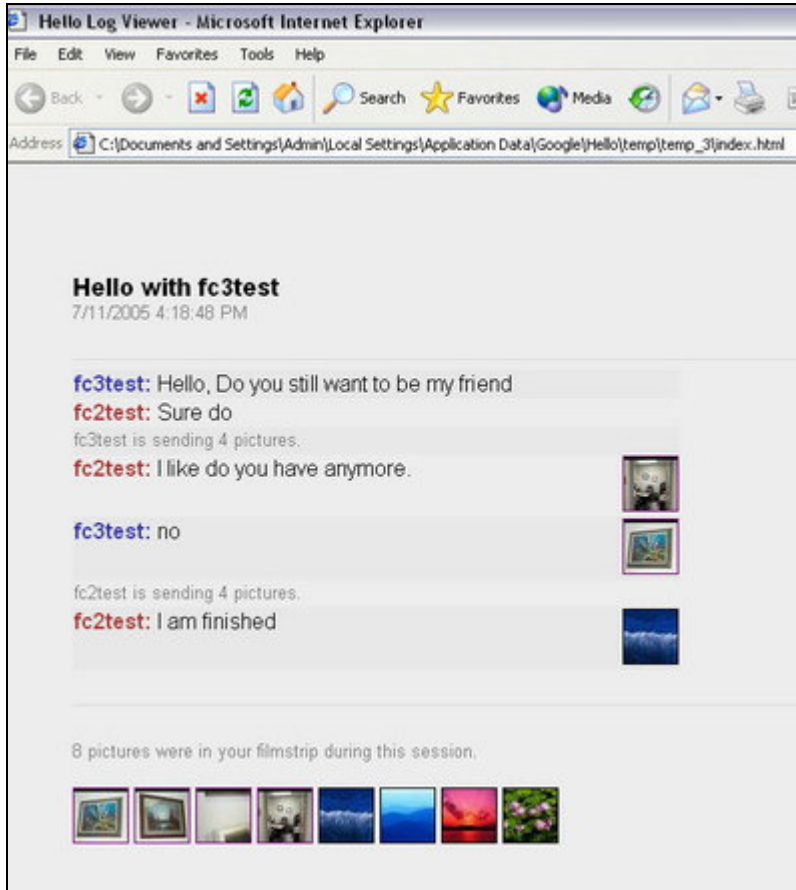 Hello Log Viewer - Microsoft Internet Explorer
File Edit View Favorites Tools Help
Back Search Favorites Media
Address C:\Documents and Settings\Admin\Local Settings\Application Data\Google\Hello\temp\temp_3\index.html
Hello with fc3test
7/11/2005 4:18:48 PM
fc3test: Hello, Do you still want to be my friend
fc2test: Sure do
fc3test is sending 4 pictures.
fc2test: I like do you have anymore.
fc3test: no
fc2test is sending 4 pictures.
fc2test: I am finished
8 pictures were in your filmstrip during this session.